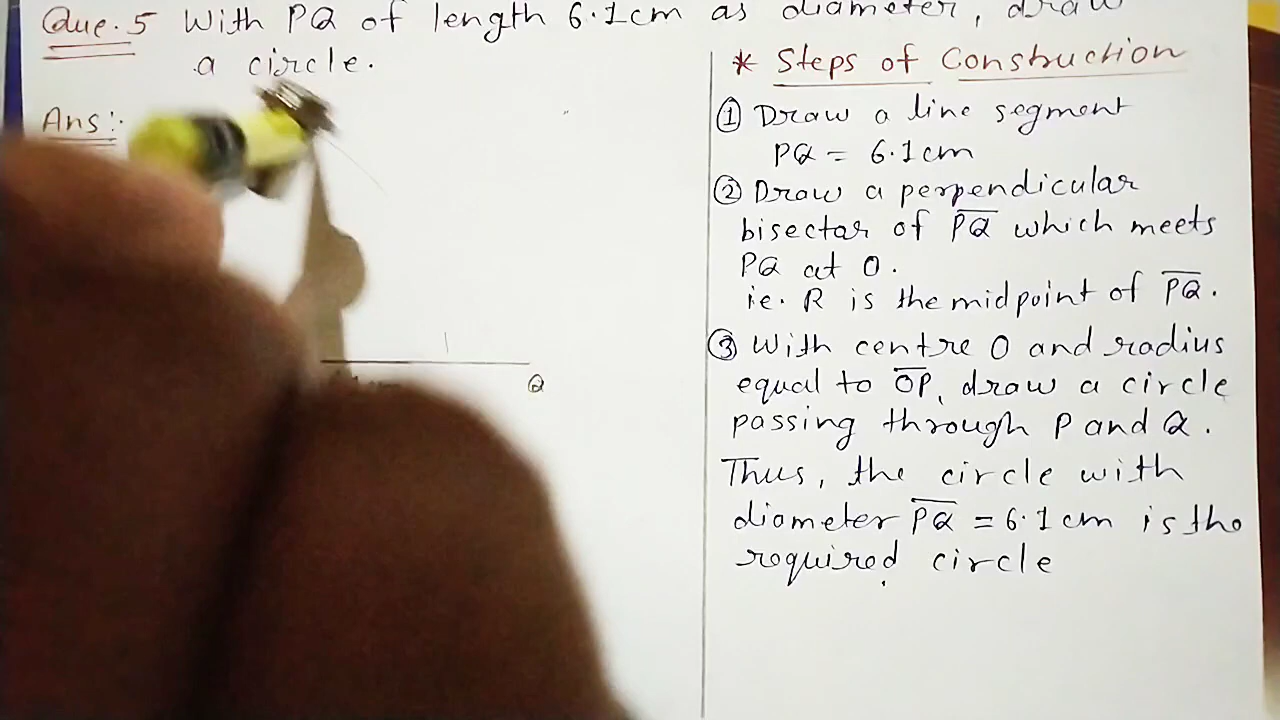 Que.5 With PQ of length 6.1cm as diameter, draw
a circle.
Ans:-
Q
* Steps of Construction
① Draw a line segment
PQ = 6.1cm
② Draw a perpendicular
bisector of PQ which meets
PQ at O.
ie. R is the midpoint of PQ.
③ With centre O and radius
equal to OP, draw a circle
passing through P and Q.
Thus, the circle with
diameter PQ = 6.1cm is the
required circle